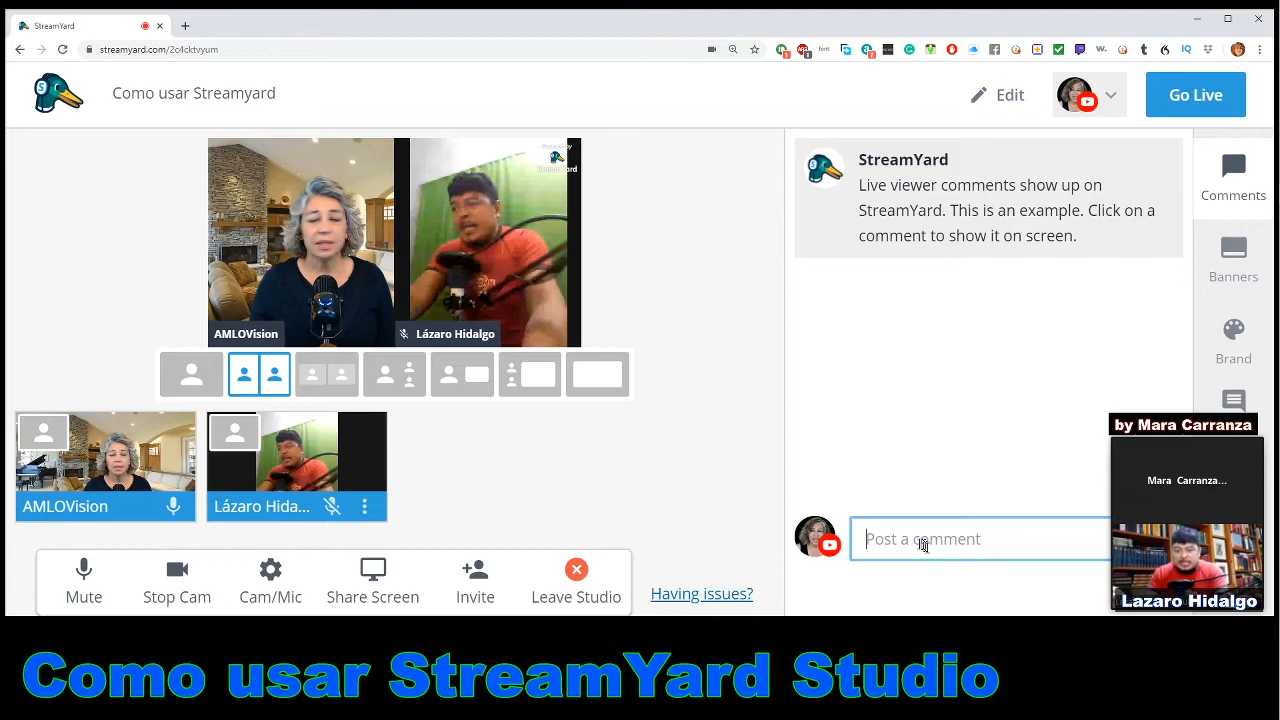 StreamYard
streamyard.com/2c4cktvyum
Como usar Streamyard
Edit
Go Live
StreamYard
AMLOVision
Lázaro Hidalgo
AMLOVision
Lázaro Hida...
Mute
Stop Cam
Cam/Mic
Share Screen
Invite
Leave Studio
Having issues?
StreamYard
Live viewer comments show up on
StreamYard. This is an example. Click on a
comment to show it on screen.
Post a comment
Comments
Banners
Brand
by Mara Carranza
Mara Carranza...
Lazaro Hidalgo
Como usar StreamYard Studio